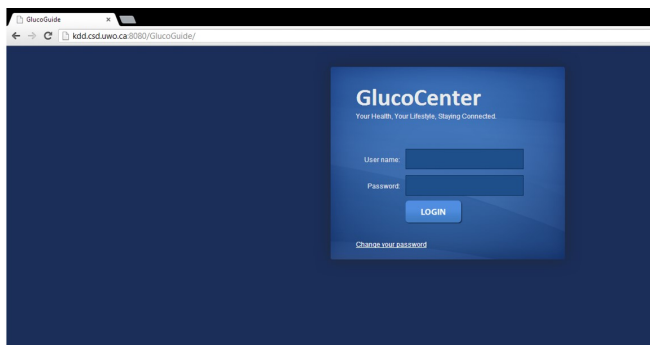 GlucoGuide
kdd.csd.uwo.ca:8080/GlucoGuide/
GlucoCenter
Your Health, Your Lifestyle, Staying Connected.
User name:
Password:
LOGIN
Change your password